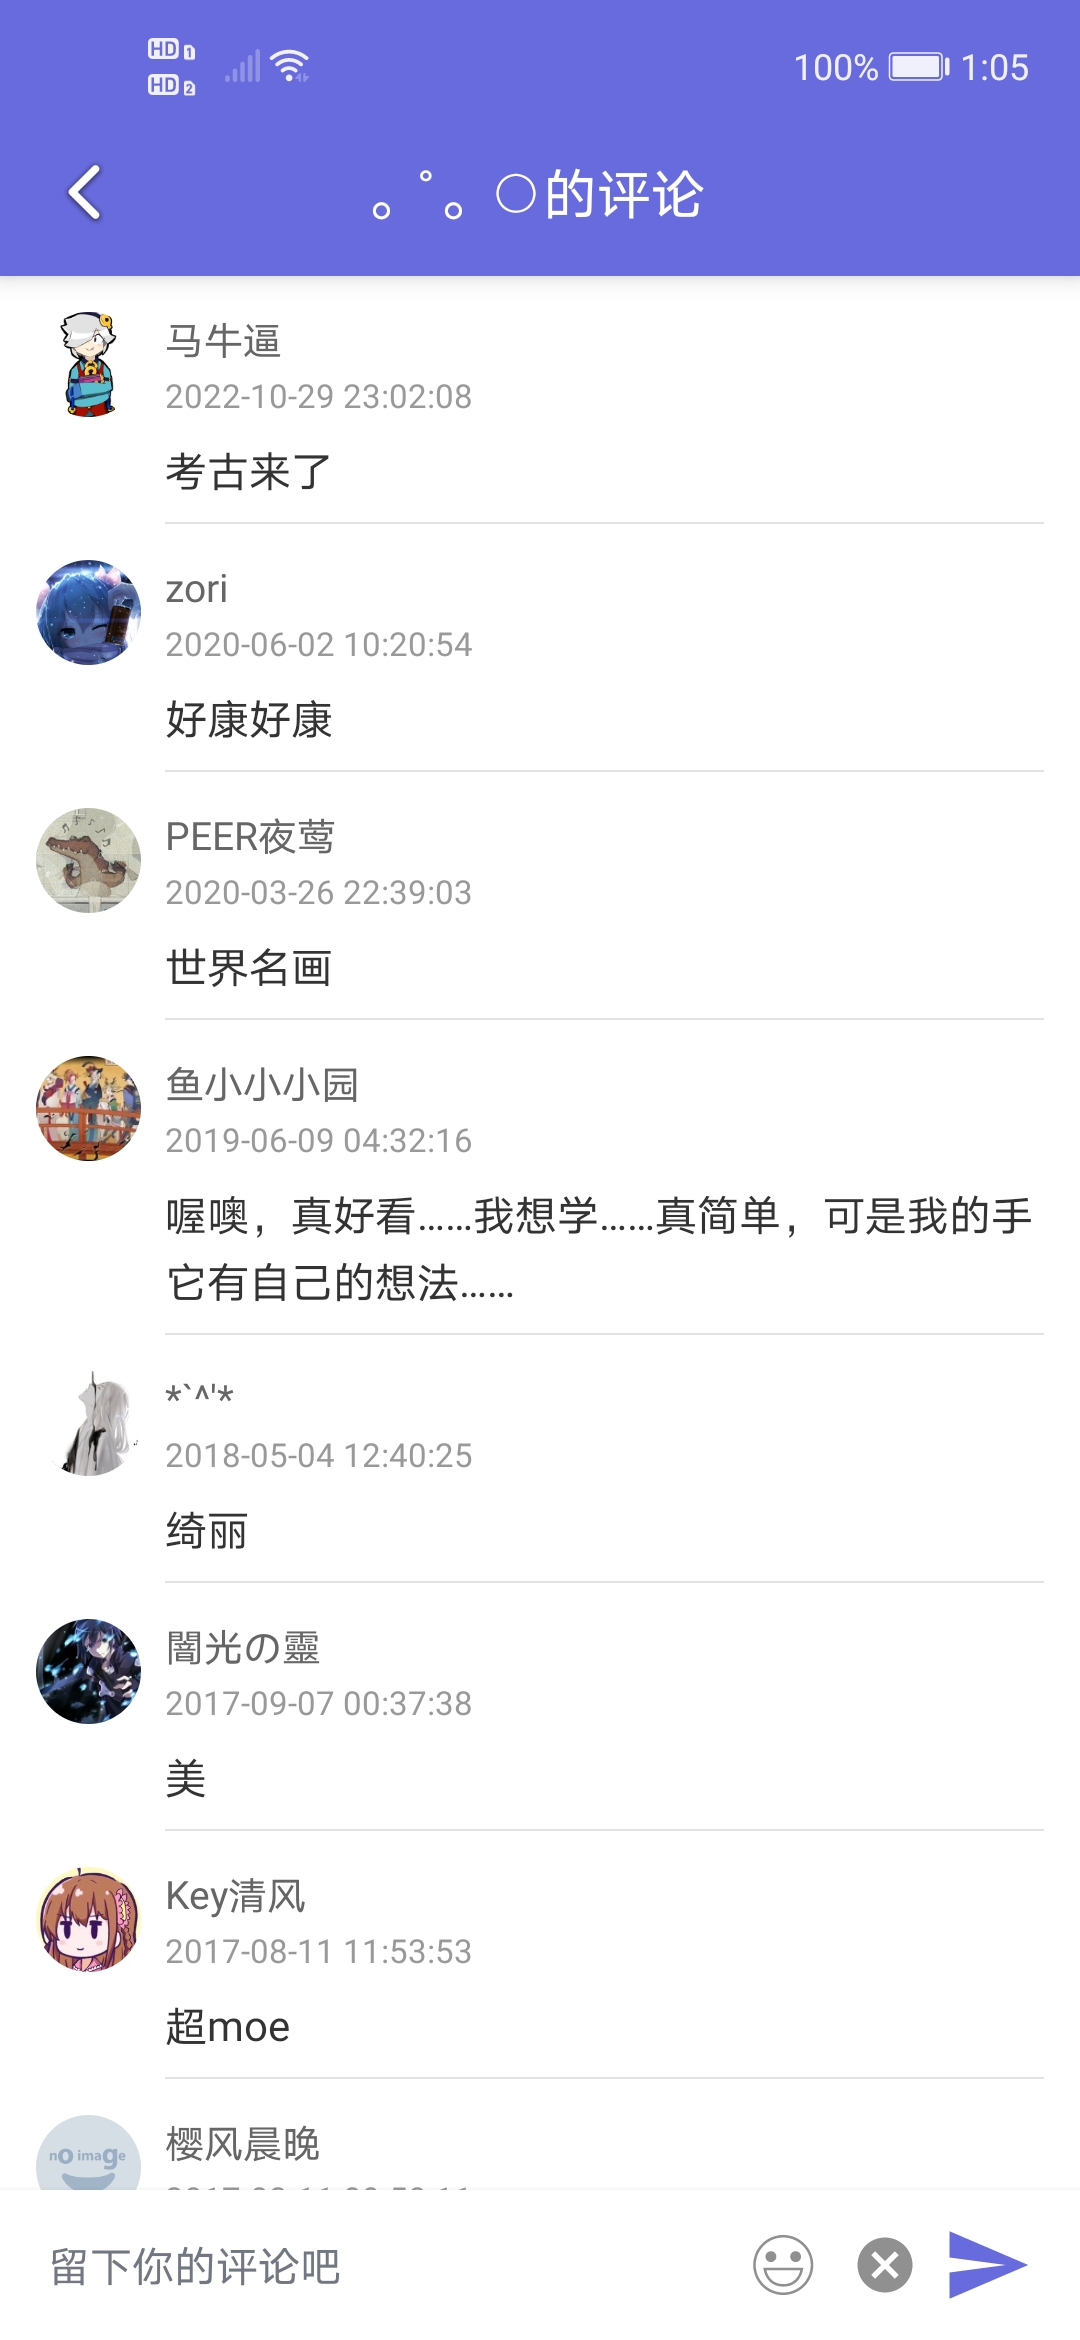 HD 1
HD 2
100% 1:05
。゜。○的评论
马牛逼
2022-10-29 23:02:08
考古来了
zori
2020-06-02 10:20:54
好康好康
PEER夜莺
2020-03-26 22:39:03
世界名画
鱼小小小园
2019-06-09 04:32:16
喔噢，真好看……我想学……真简单，可是我的手
它有自己的想法……
*`^'*
2018-05-04 12:40:25
绮丽
闇光の靈
2017-09-07 00:37:38
美
Key清风
2017-08-11 11:53:53
超moe
no image
樱风晨晚
留下你的评论吧